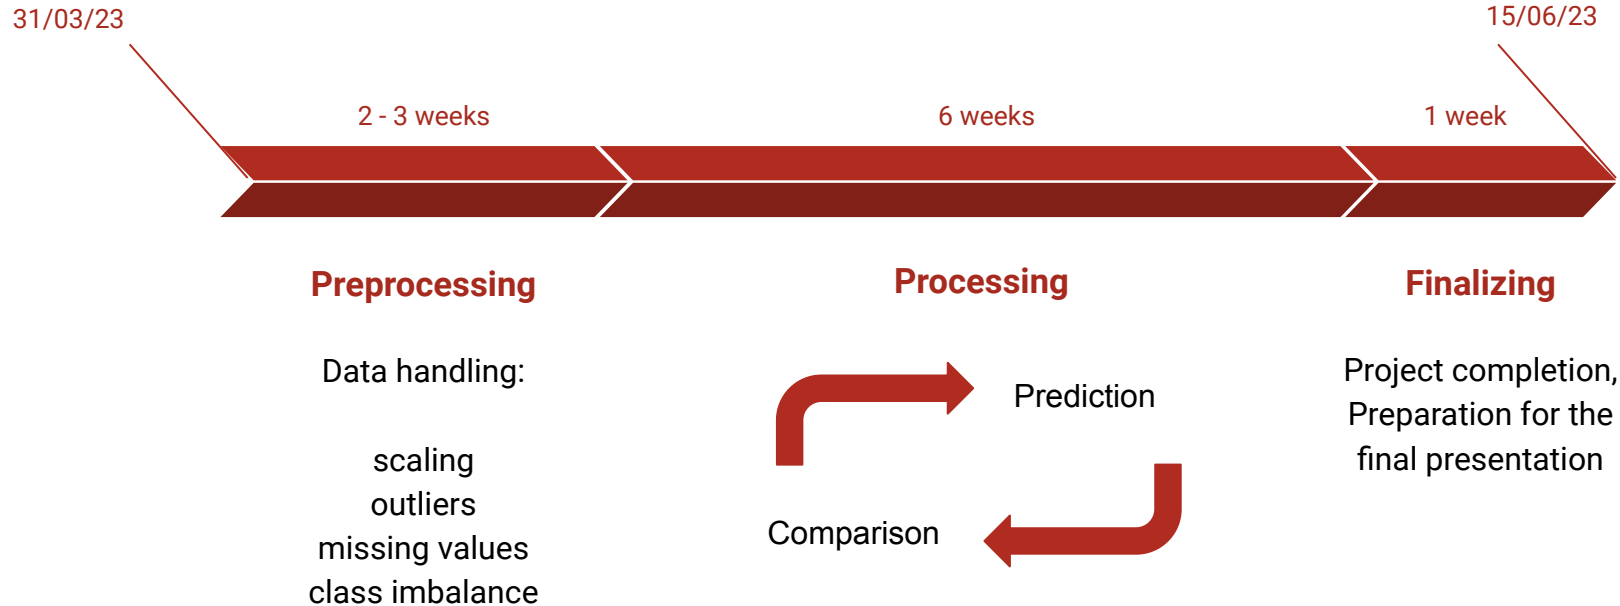 31/03/23
15/06/23
2 - 3 weeks
6 weeks
1 week
Preprocessing
Processing
Finalizing
Data handling:
scaling
outliers
missing values
class imbalance
Prediction
Comparison
Project completion,
Preparation for the
final presentation